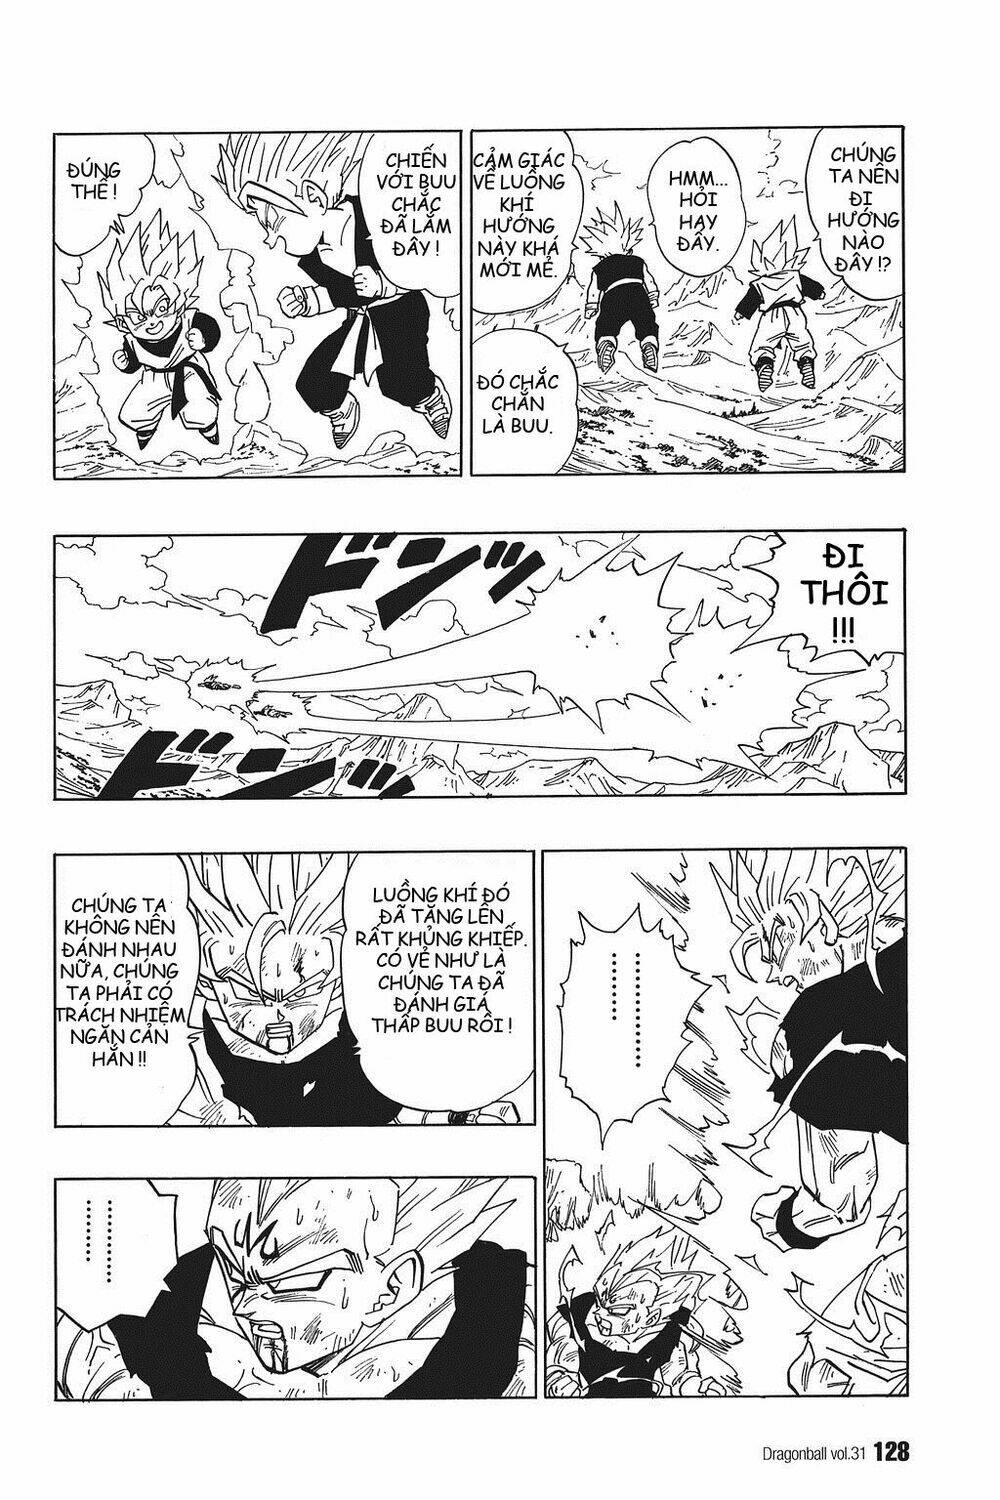 CHÚNG
TA NÊN
ĐI
HƯỚNG
NÀO
ĐÂY !?
HMM...
HỎI
HAY
ĐẤY.
CẢM GIÁC
VỀ LUỒNG
KHÍ
HƯỚNG
NÀY KHÁ
MỚI MẺ.
ĐÓ CHẮC
CHẮN
LÀ BUU.
CHIẾN
VỚI BUU
CHẮC
ĐÃ LẮM
ĐÂY !
ĐÚNG
THẾ !
ĐI
THÔI
!!!
ドンッ
ドンッ
.........
LUỒNG KHÍ ĐÓ
ĐÃ TĂNG LÊN
RẤT KHỦNG KHIẾP.
CÓ VẺ NHƯ LÀ
CHÚNG TA ĐÃ
ĐÁNH GIÁ
THẤP BUU RỒI !
CHÚNG TA
KHÔNG NÊN
ĐÁNH NHAU
NỮA, CHÚNG
TA PHẢI CÓ
TRÁCH NHIỆM
NGĂN CẢN
HẮN !!
.........
Dragonball vol.31 128